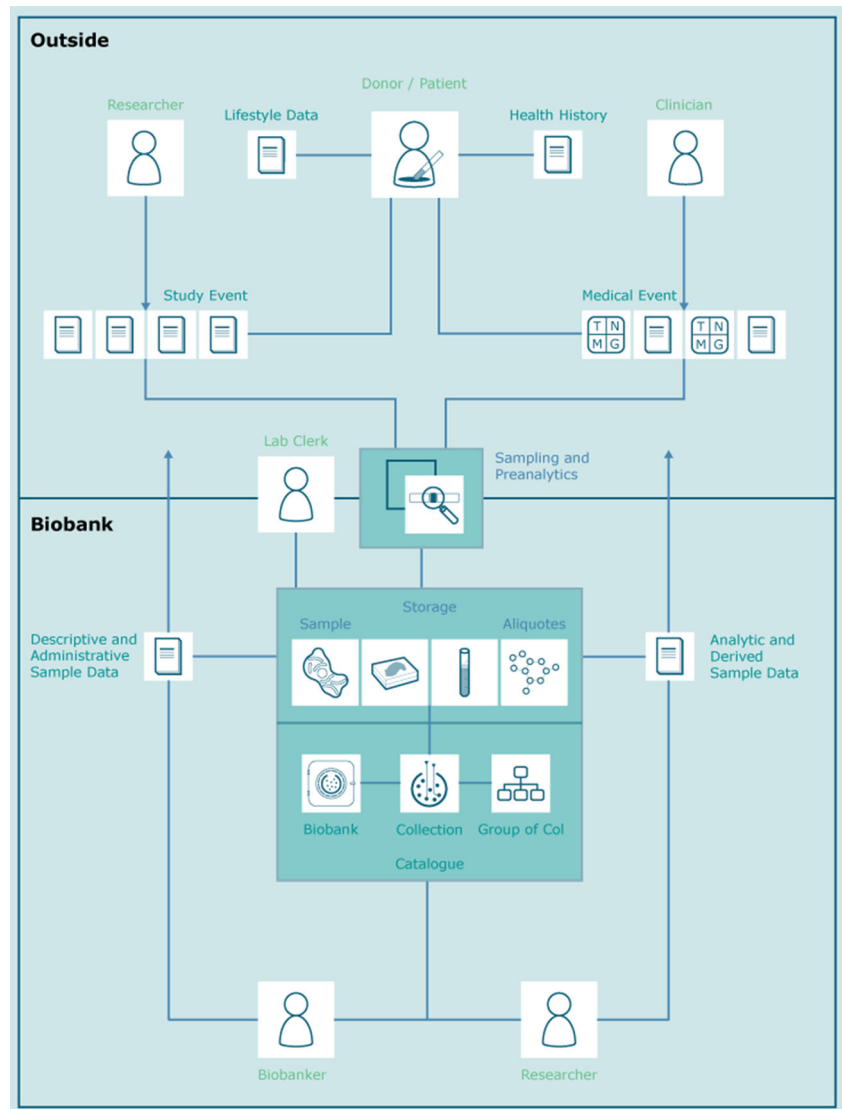 Outside
Donor / Patient
Researcher
Lifestyle Data
Health History
Clinician
Study Event
Medical Event
T N
M G
T N
M G
Lab Clerk
Sampling and
Preanalytics
Biobank
Storage
Sample
Aliquotes
Descriptive and
Administrative
Sample Data
Analytic and
Derived
Sample Data
Biobank
Collection
Group of Col
Catalogue
Biobanker
Researcher